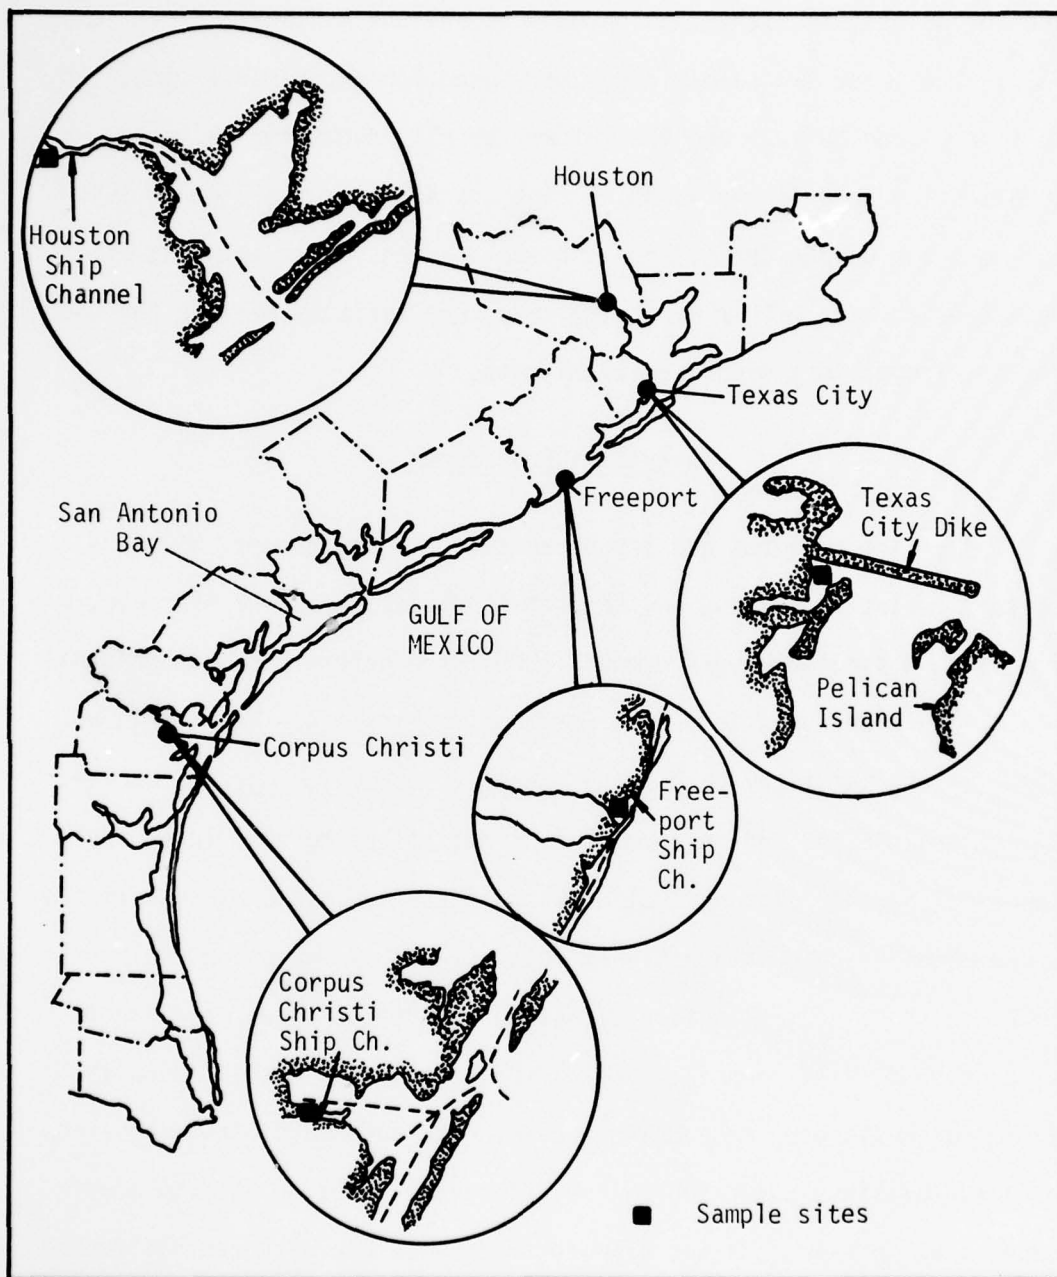 Houston
Houston
Ship
Channel
Texas City
Freeport
Texas
City Dike
San Antonio
Bay
GULF OF
MEXICO
Pelican
Island
Corpus Christi
Free-
port
Ship
Ch.
Corpus
Christi
Ship Ch.
Sample sites